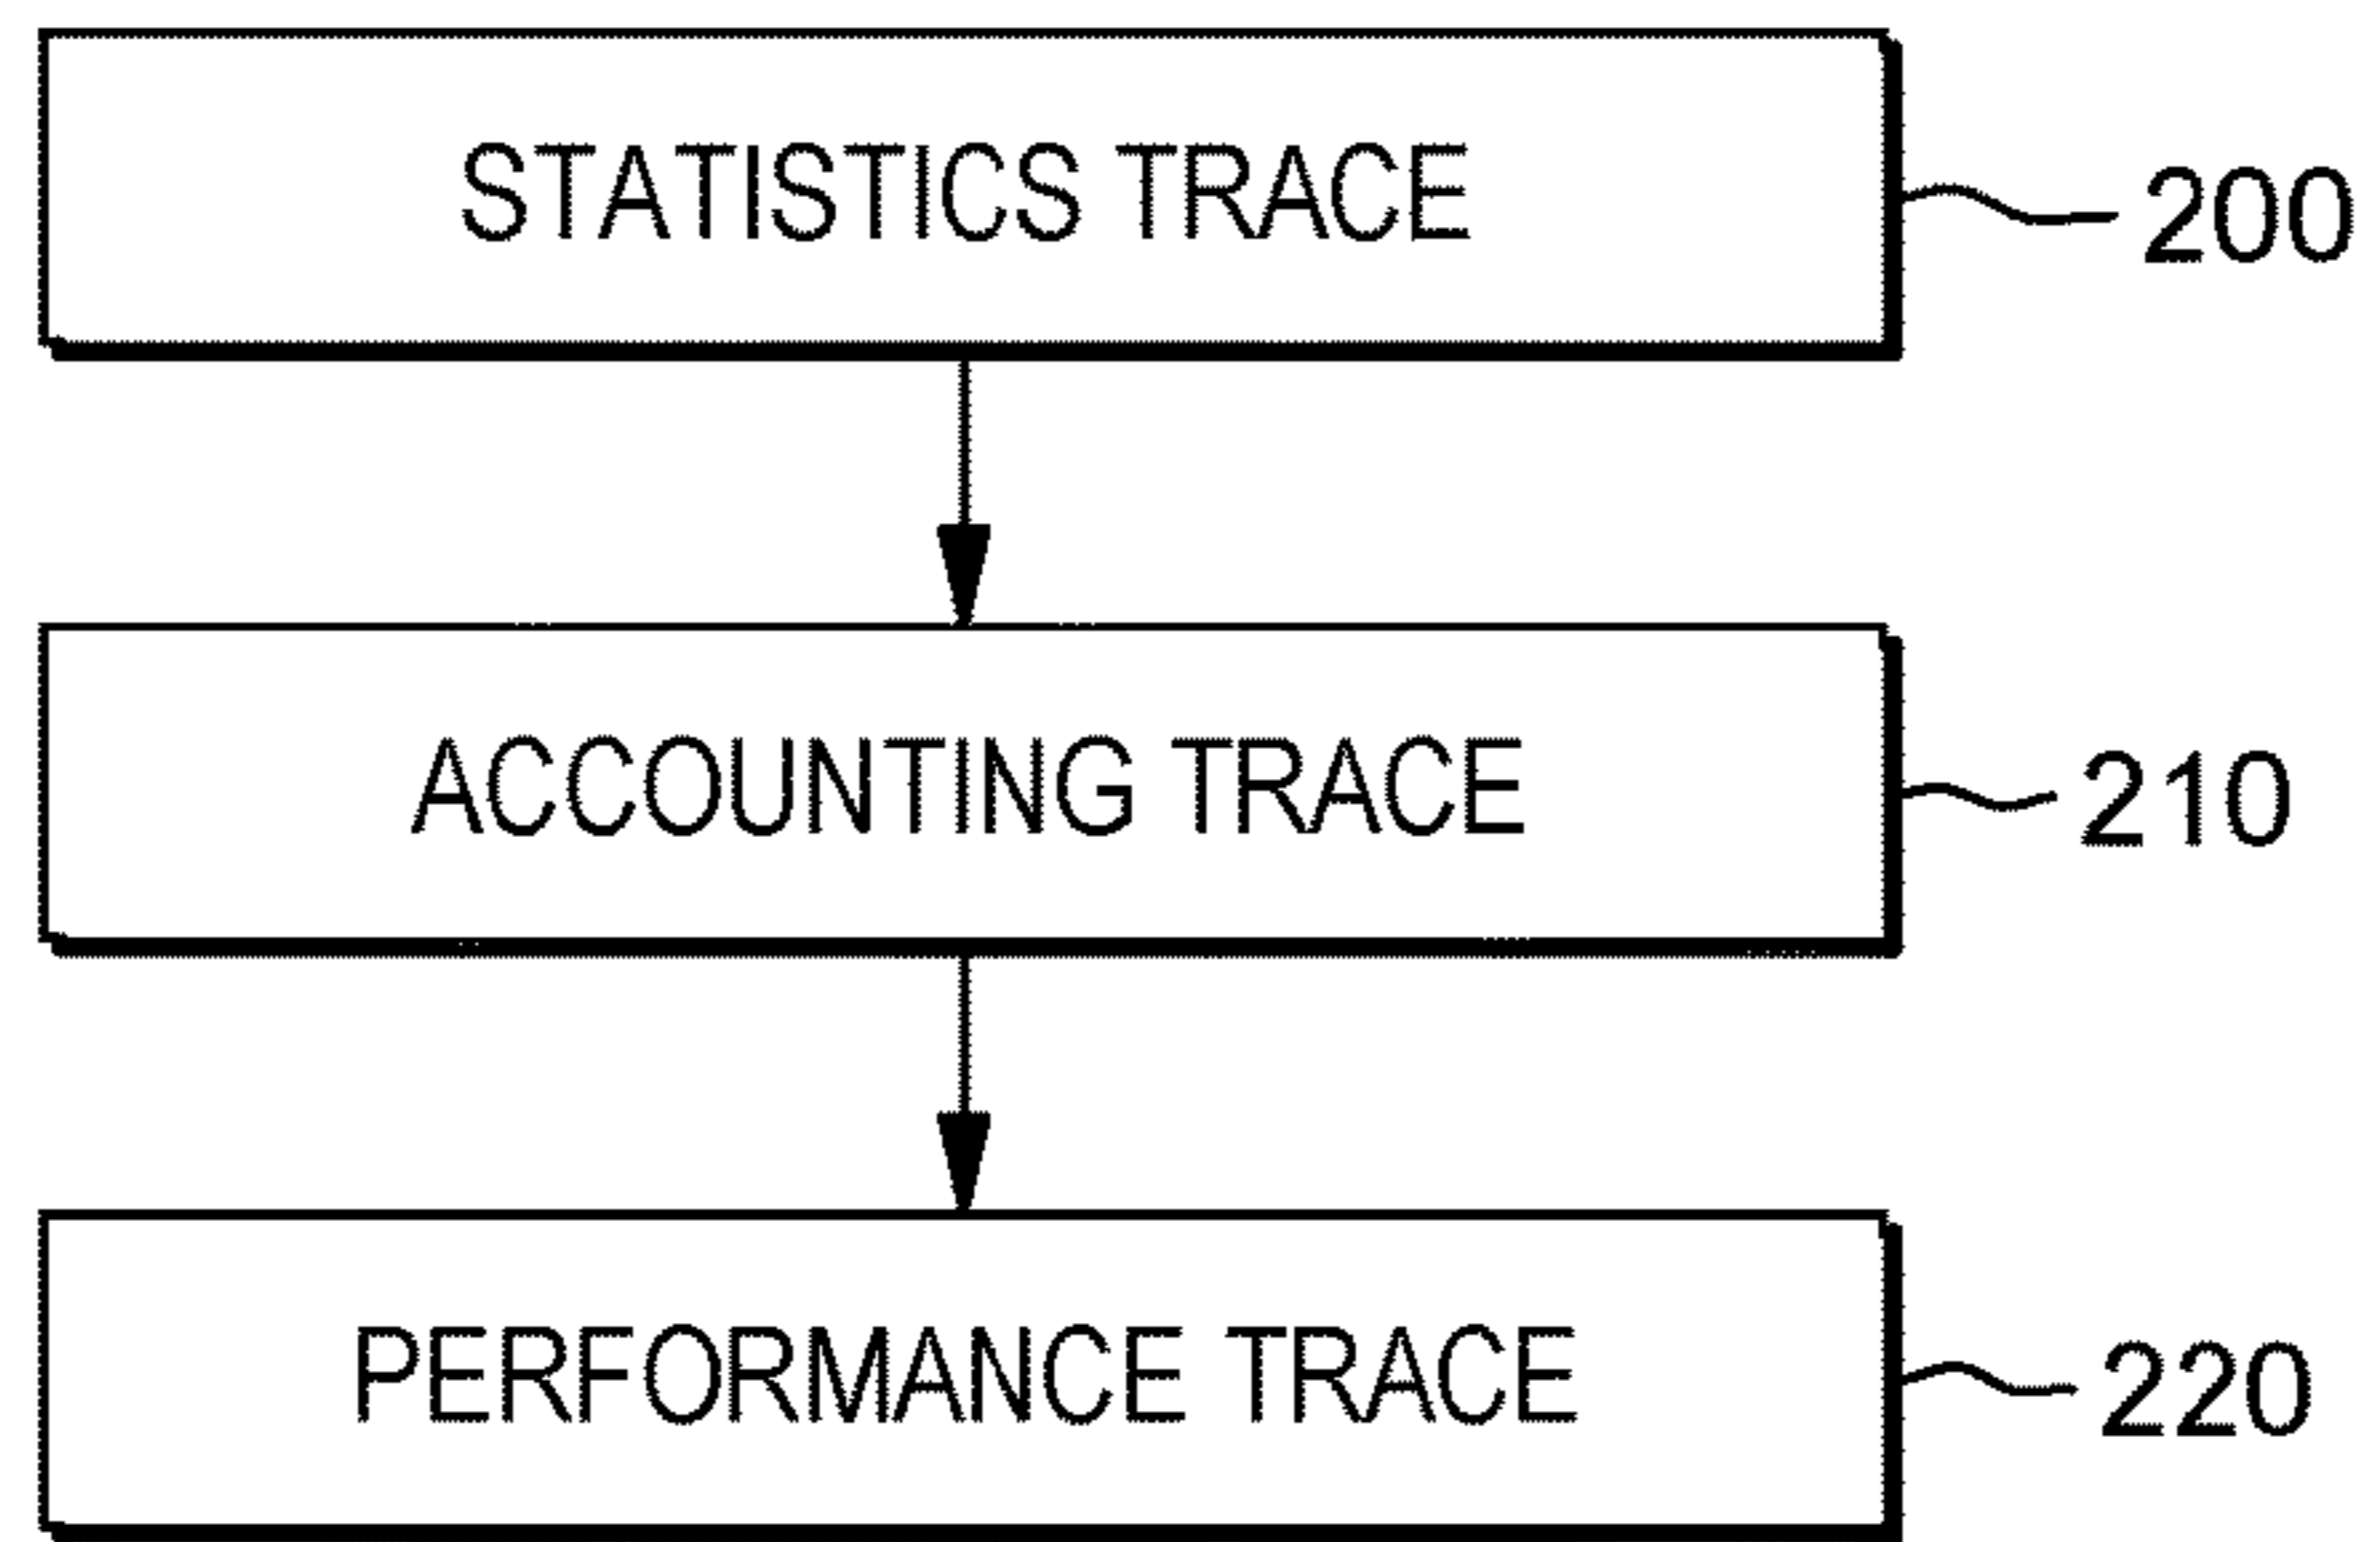 STATISTICS TRACE
200
ACCOUNTING TRACE
210
PERFORMANCE TRACE
220